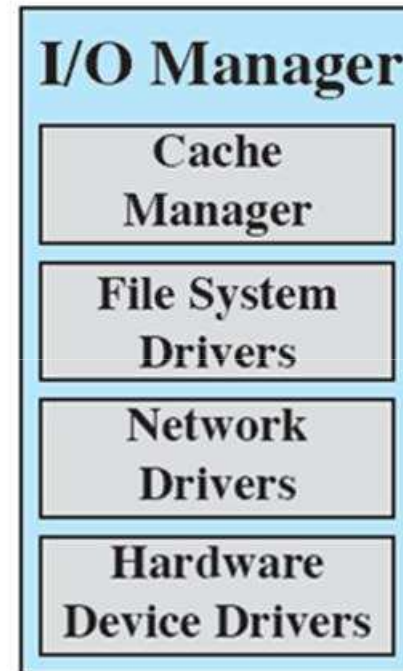 I/O Manager
Cache
Manager
File System
Drivers
Network
Drivers
Hardware
Device Drivers